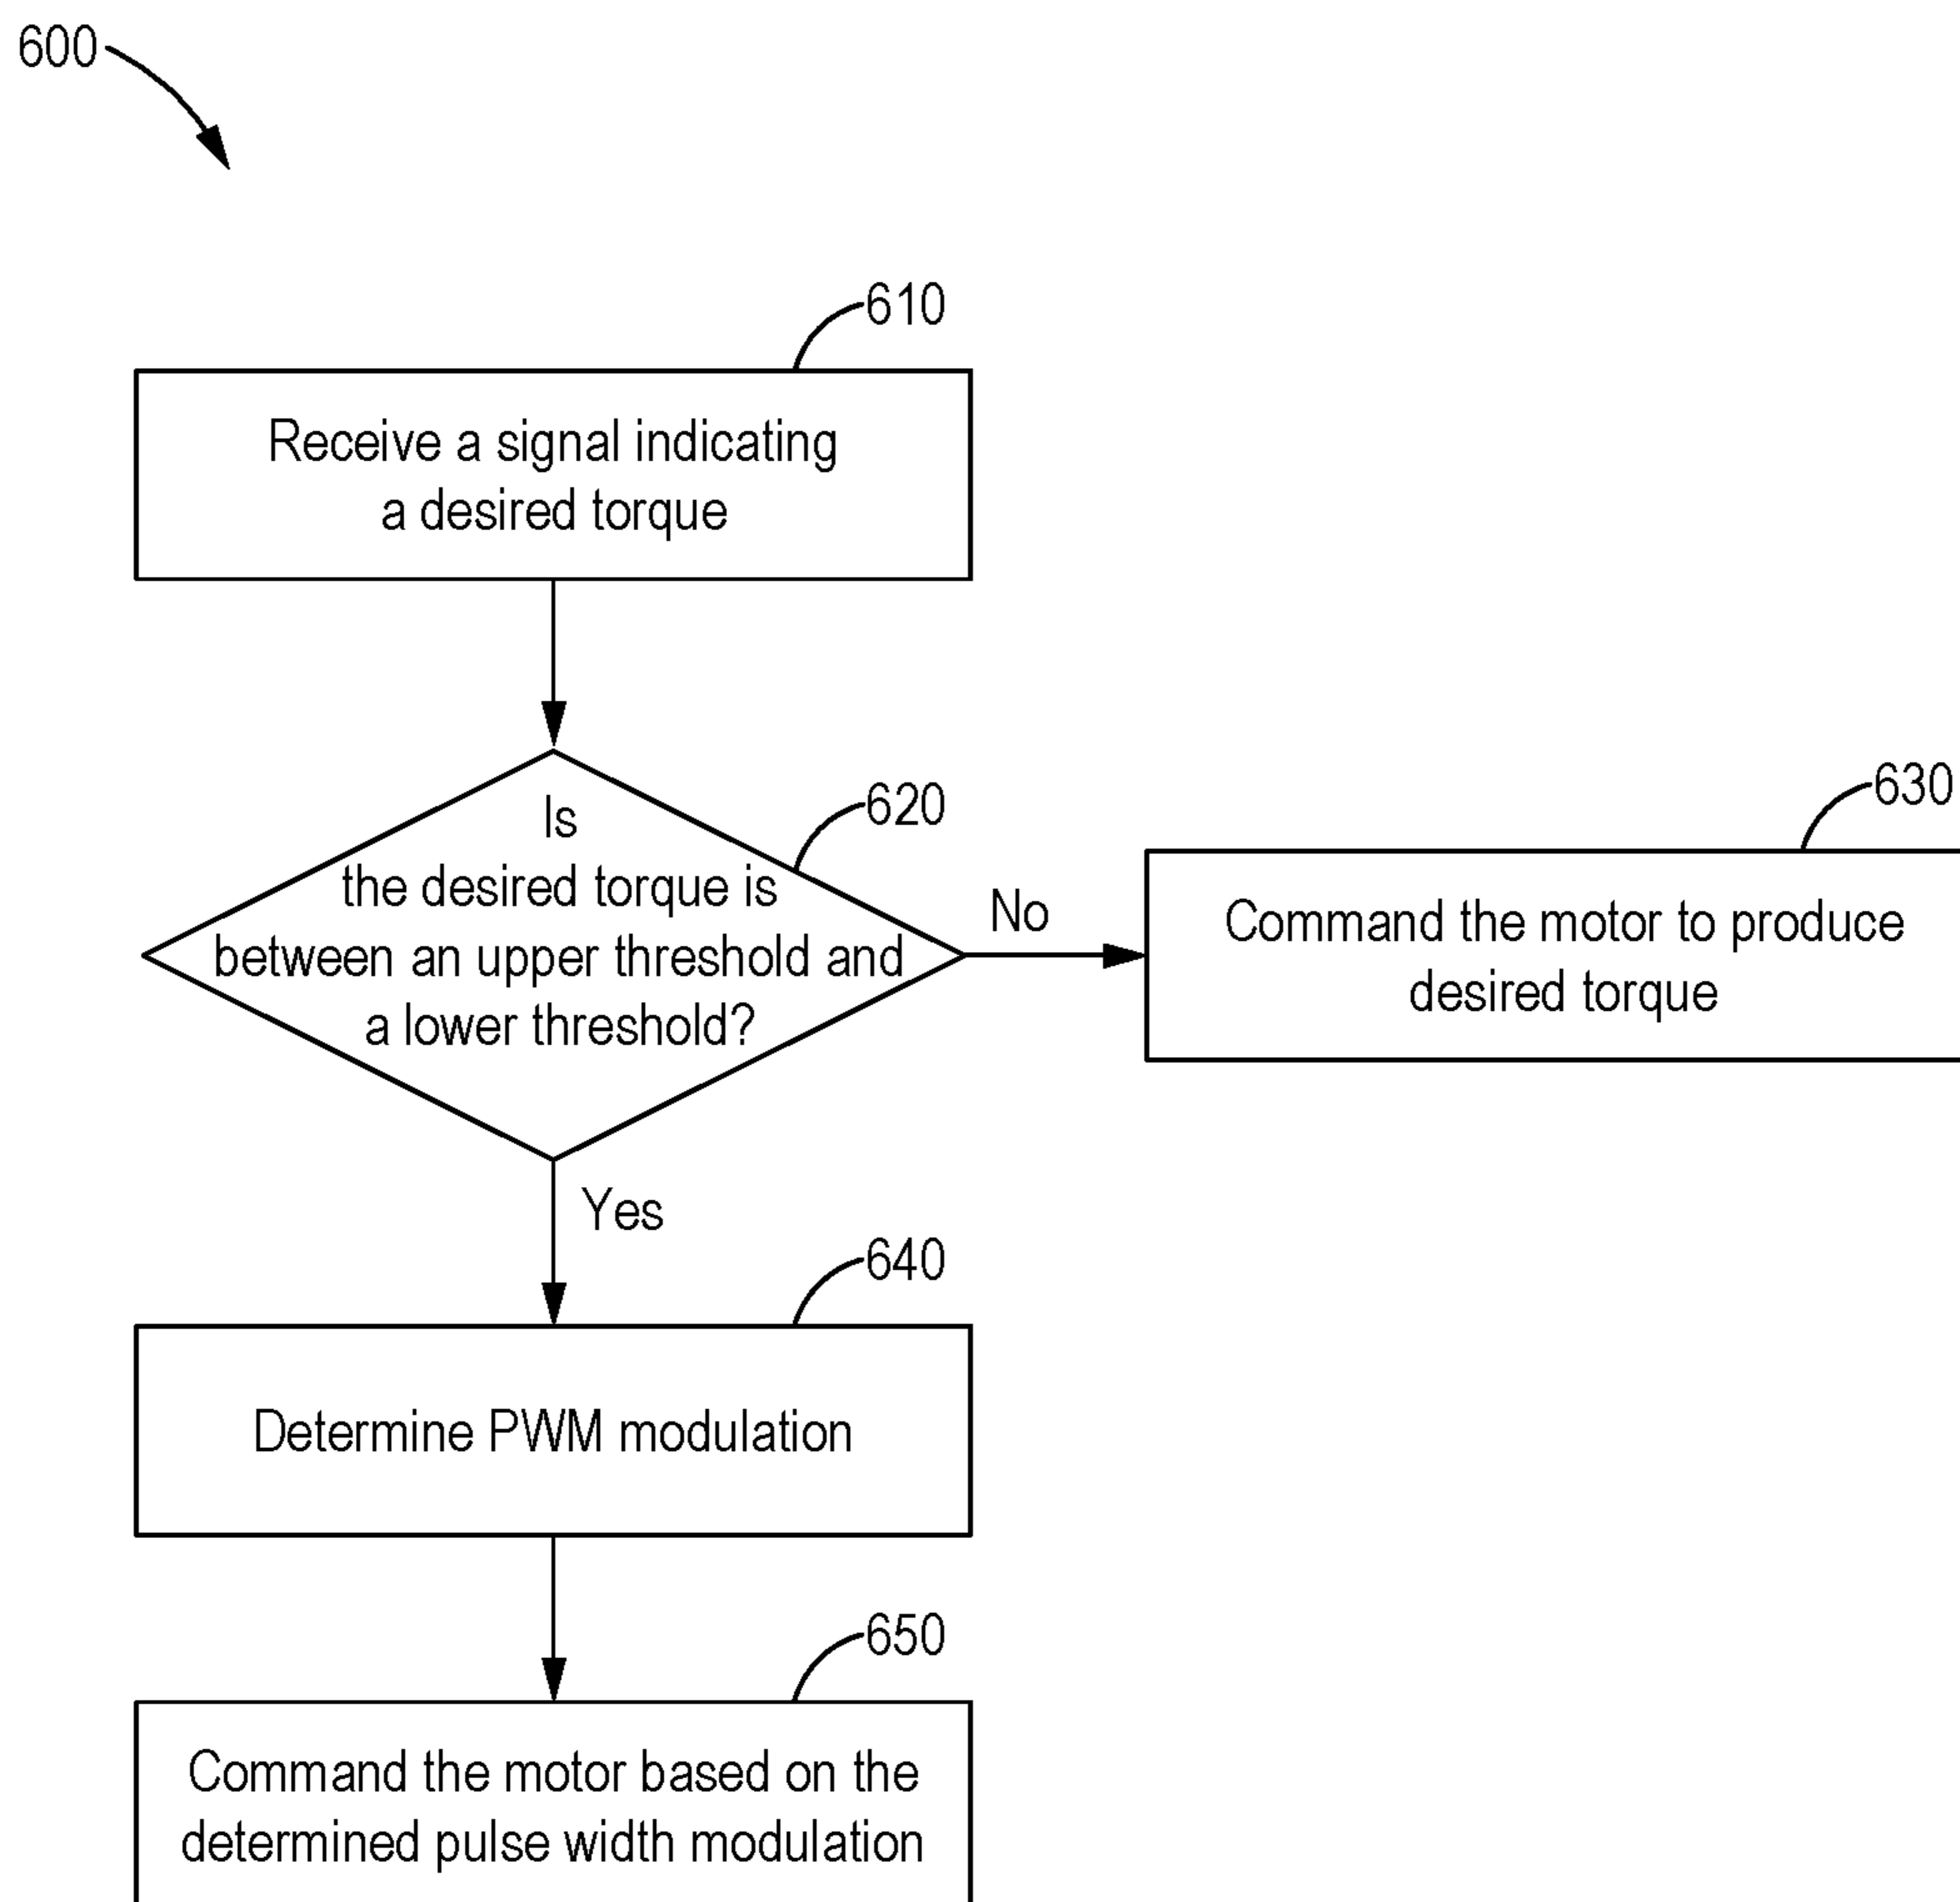 600
610
Receive a signal indicating
a desired torque
620
Is
the desired torque is
between an upper threshold and
a lower threshold?
No
630
Command the motor to produce
desired torque
Yes
640
Determine PWM modulation
650
Command the motor based on the
determined pulse width modulation